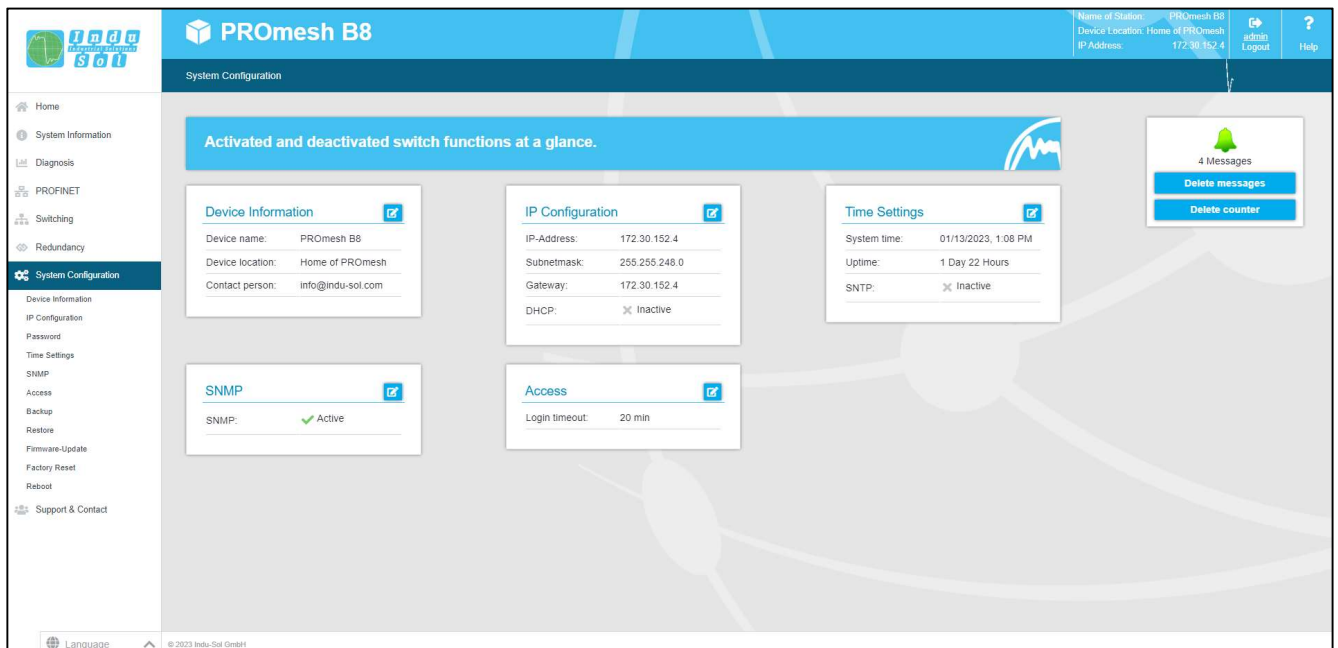 Indu
Industrial Solutions
Sol
PROmesh B8
Name of Station: PROmesh B8
Device Location: Home of PROmesh
IP Address: 172.30.152.4
admin
Logout
?
Help
System Configuration
Home
System Information
Diagnosis
PROFINET
Switching
Redundancy
System Configuration
Device Information
IP Configuration
Password
Time Settings
SNMP
Access
Backup
Restore
Firmware-Update
Factory Reset
Reboot
Support & Contact
Language
Activated and deactivated switch functions at a glance.
Device Information
Device name: PROmesh B8
Device location: Home of PROmesh
Contact person: info@indu-sol.com
IP Configuration
IP-Address: 172.30.152.4
Subnetmask: 255.255.248.0
Gateway: 172.30.152.4
DHCP: Inactive
Time Settings
System time: 01/13/2023, 1:08 PM
Uptime: 1 Day 22 Hours
SNTP: Inactive
SNMP
SNMP: Active
Access
Login timeout: 20 min
4 Messages
Delete messages
Delete counter
© 2023 Indu-Sol GmbH